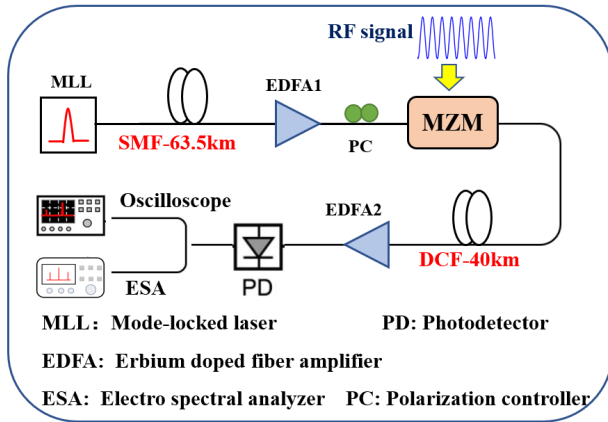 RF signal
MLL
EDFA1
SMF-63.5km
PC
MZM
Oscilloscope
EDFA2
ESA
PD
DCF-40km
MLL：Mode-locked laser
PD: Photodetector
EDFA: Erbium doped fiber amplifier
ESA: Electro spectral analyzer
PC: Polarization controller